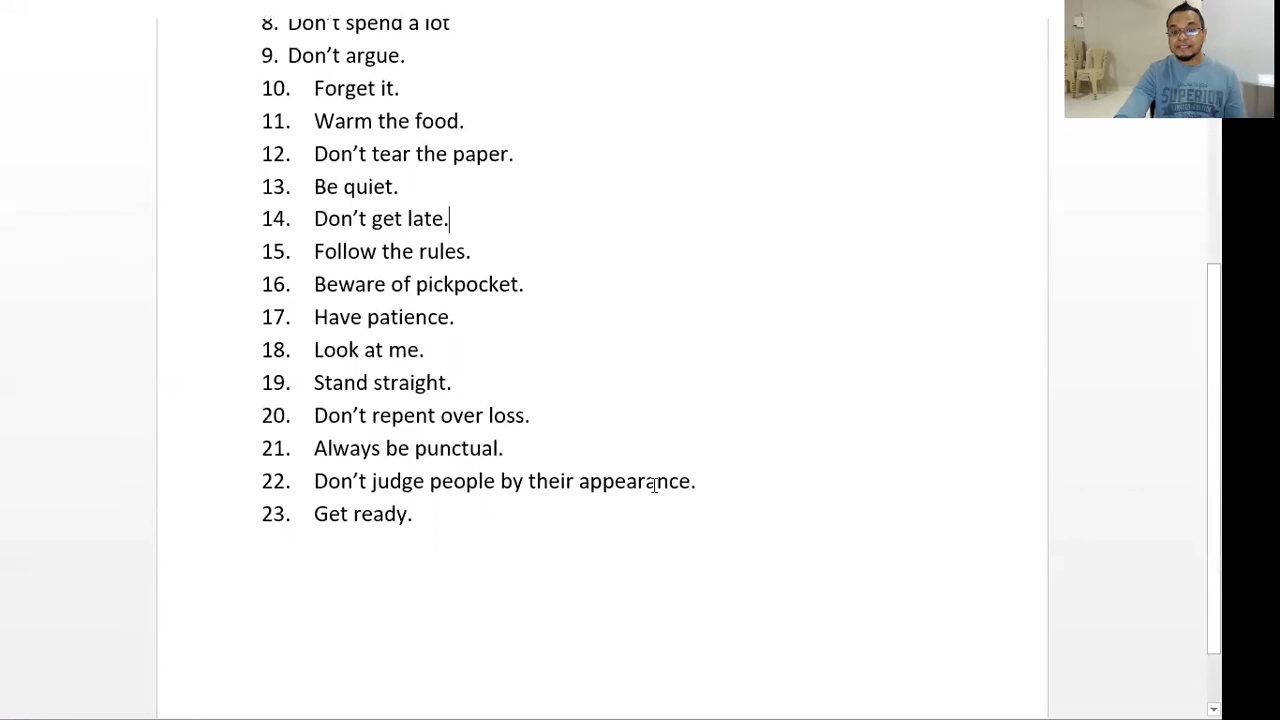 8. Don't spend a lot
9. Don't argue.
10. Forget it.
11. Warm the food.
12. Don't tear the paper.
13. Be quiet.
14. Don't get late.
15. Follow the rules.
16. Beware of pickpocket.
17. Have patience.
18. Look at me.
19. Stand straight.
20. Don't repent over loss.
21. Always be punctual.
22. Don't judge people by their appearance.
23. Get ready.
SUPERIOR